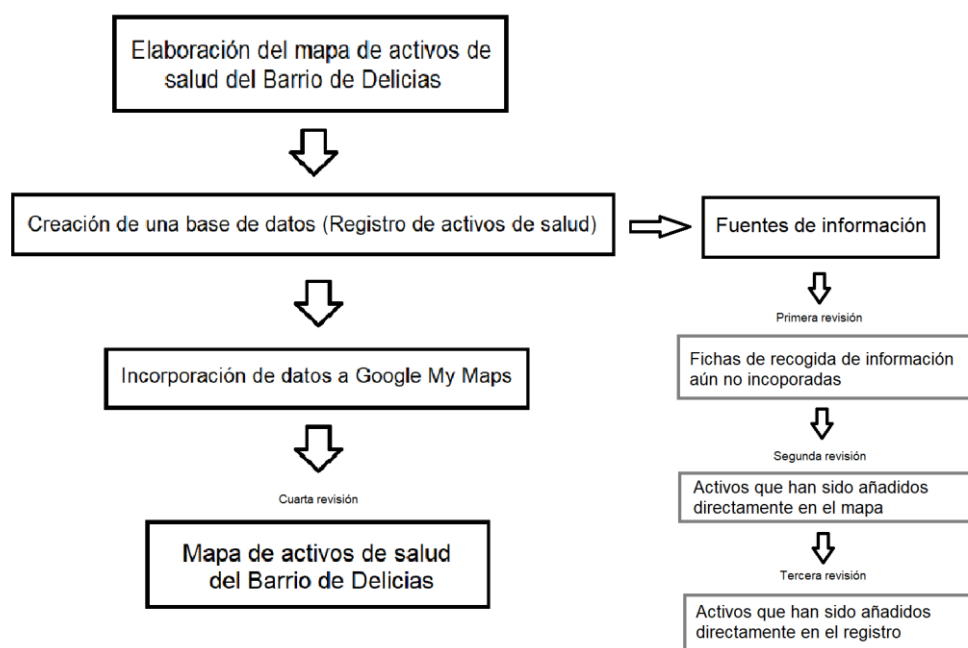 Elaboración del mapa de activos de
salud del Barrio de Delicias
Creación de una base de datos (Registro de activos de salud)
Fuentes de información
Primera revisión
Fichas de recogida de información
aún no incoporadas
Segunda revisión
Activos que han sido añadidos
directamente en el mapa
Tercera revisión
Activos que han sido añadidos
directamente en el registro
Incorporación de datos a Google My Maps
Cuarta revisión
Mapa de activos de salud
del Barrio de Delicias